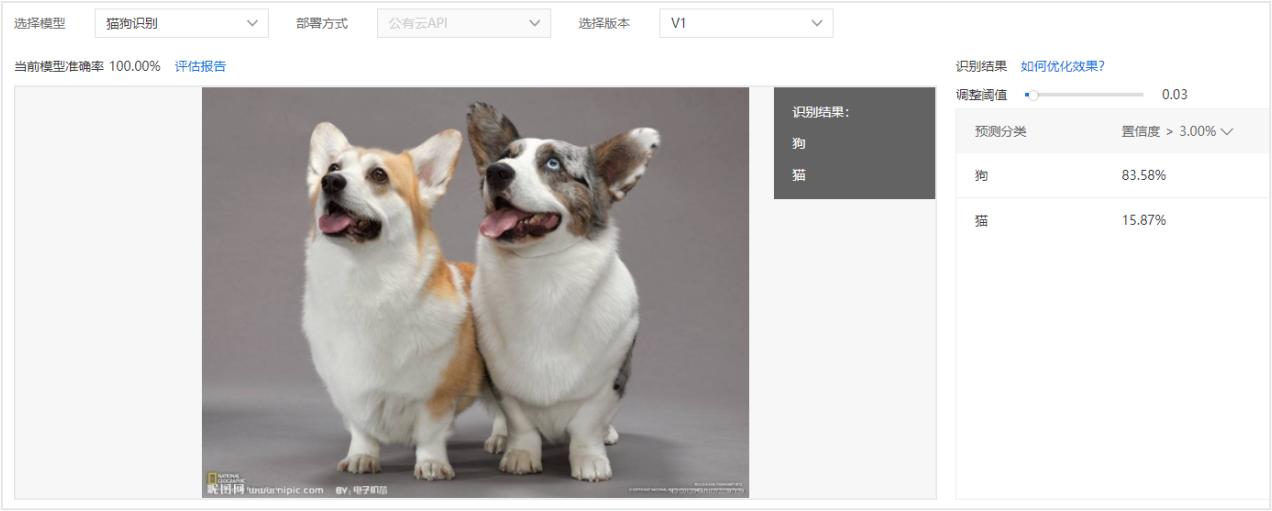 选择模型 猫狗识别 部署方式 公有云API 选择版本 V1
当前模型准确率 100.00% 评估报告
识别结果 如何优化效果?
调整阈值 0.03
识别结果:
狗
猫
预测分类 置信度 > 3.00%
狗 83.58%
猫 15.87%
NATIONAL
GEOGRAPHIC
昵图网 www.nipic.com BY:电子机芯